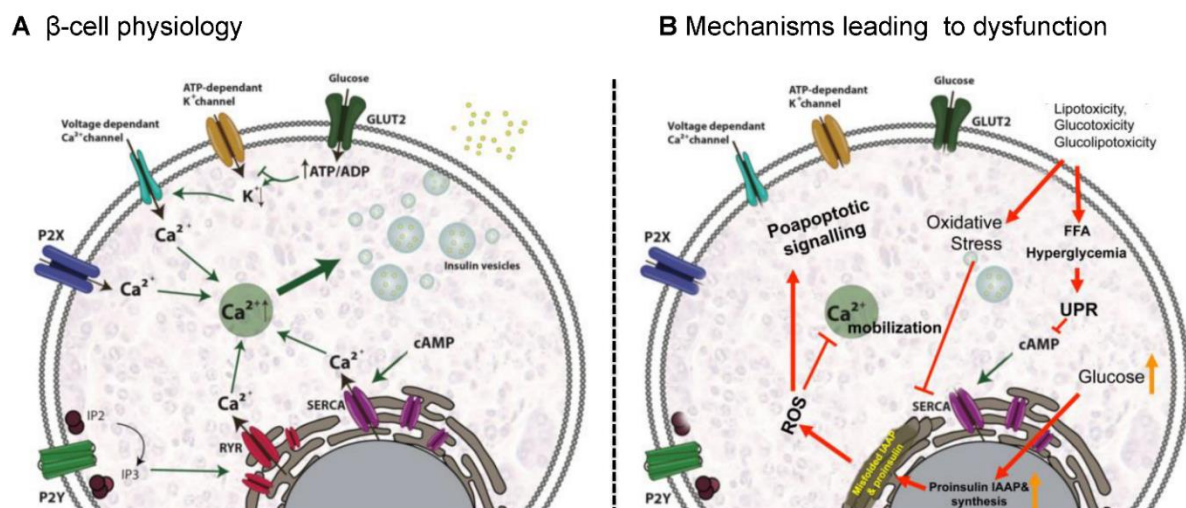 A β-cell physiology
Glucose
ATP-dependant
K⁺channel
GLUT2
Voltage dependant
Ca²⁺channel
↑ATP/ADP
K⁺↓
P2X
Ca²⁺
Ca²⁺
Insulin vesicles
Ca²⁺↑
cAMP
Ca²⁺
Ca²⁺
SERCA
IP2
RYR
IP3
P2Y
B Mechanisms leading to dysfunction
Glucose
ATP-dependant
K⁺channel
GLUT2
Voltage dependant
Ca²⁺channel
Lipotoxicity,
Glucotoxicity
Glucolipotoxicity
P2X
Poapoptotic
signalling
Oxidative
Stress
FFA
Hyperglycemia
UPR
Ca²⁺
mobilization
cAMP
Glucose
ROS
SERCA
Misfolded IAAP
& proinsulin
Proinsulin IAAP&
synthesis
P2Y